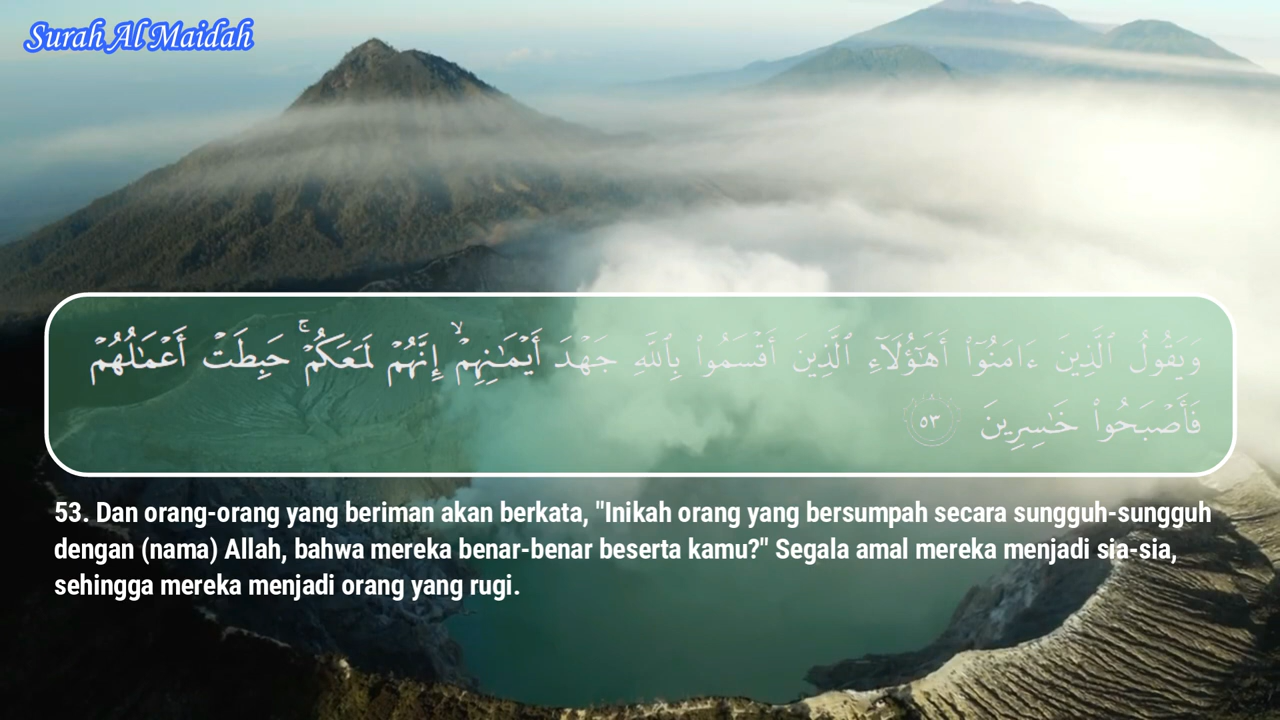 Surah Al Maidah
وَيَقُولُ ٱلَّذِينَ ءَامَنُوٓا۟ أَهَٰٓؤُلَآءِ ٱلَّذِينَ أَقْسَمُوا۟ بِٱللَّهِ جَهْدَ أَيْمَٰنِهِمْ ۙ إِنَّهُمْ لَمَعَكُمْ ۚ حَبِطَتْ أَعْمَٰلُهُمْ
فَأَصْبَحُوا۟ خَٰسِرِينَ ٥٣
53. Dan orang-orang yang beriman akan berkata, "Inikah orang yang bersumpah secara sungguh-sungguh
dengan (nama) Allah, bahwa mereka benar-benar beserta kamu?" Segala amal mereka menjadi sia-sia,
sehingga mereka menjadi orang yang rugi.